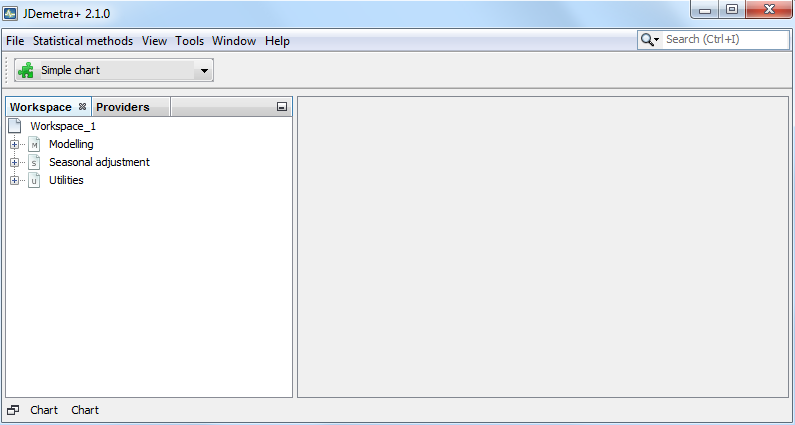 JDemetra+ 2.1.0
File Statistical methods View Tools Window Help Search (Ctrl+I)
Simple chart
Workspace Providers
Workspace_1
M Modelling
S Seasonal adjustment
U Utilities
Chart Chart